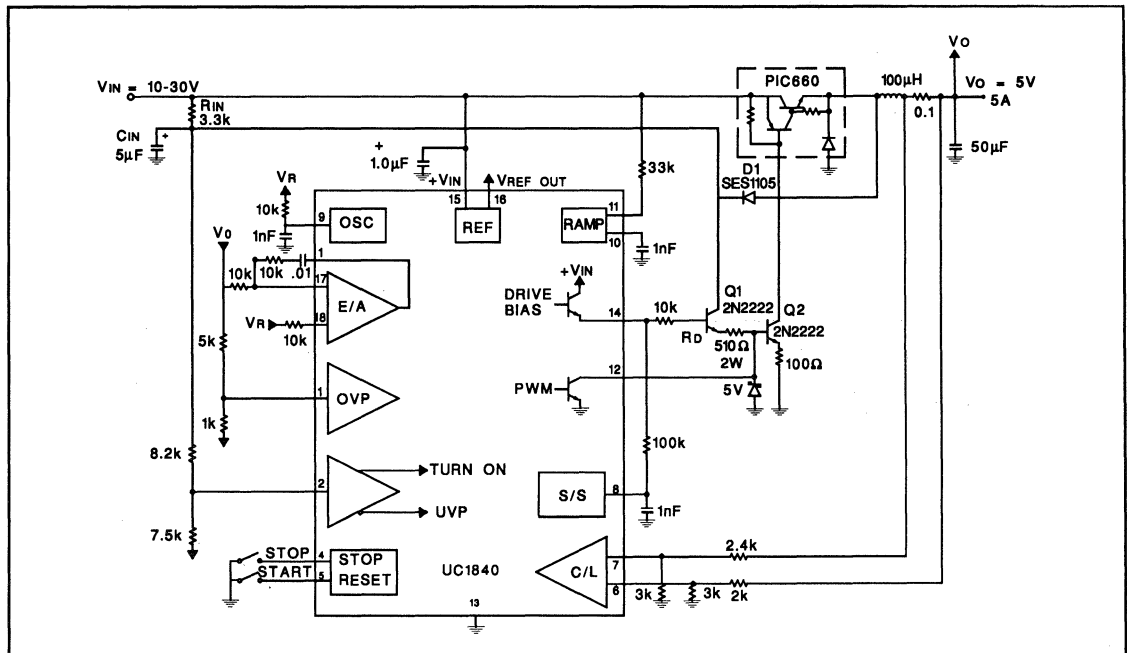 VO
PIC660
VIN = 10-30V
100μH
VO = 5V
5A
RIN
3.3k
0.1
CIN
5μF
+
+
1.0μF
50μF
33k
D1
SES1105
+VIN
VREF OUT
VR
15
16
11
10k
9
OSC
REF
RAMP
10
1nF
1nF
VO
1
10k
10k
.01
17
+VIN
Q1
2N2222
DRIVE
BIAS
14
10k
Q2
2N2222
E/A
VR
18
10k
RD
510Ω
2W
100Ω
5k
12
PWM
5V
1
OVP
1k
100k
8.2k
TURN ON
2
S/S
8
UVP
1nF
7.5k
2.4k
STOP
4
STOP
7
START
5
RESET
UC1840
C/L
6
3k
3k
2k
13